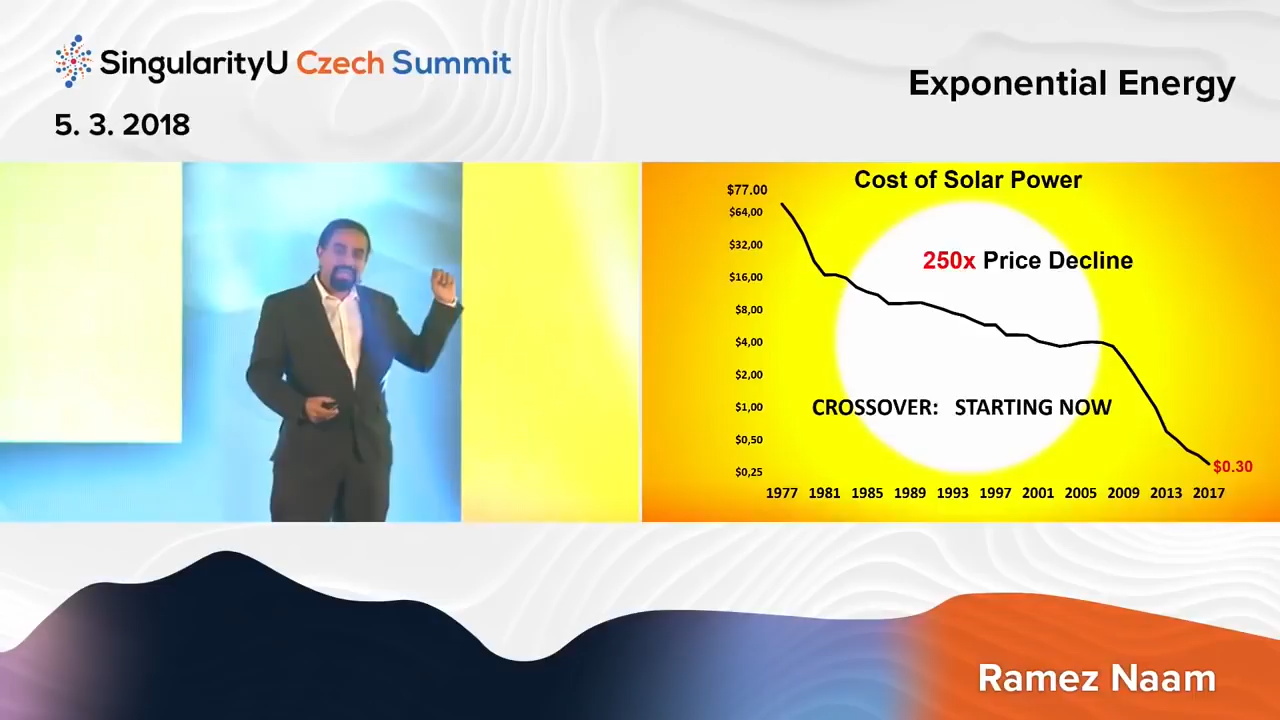 SingularityU Czech Summit
Exponential Energy
5. 3. 2018
Cost of Solar Power
$77.00
$64,00
$32,00
250x Price Decline
$16,00
$8,00
$4,00
$2,00
$1,00
CROSSOVER: STARTING NOW
$0,50
$0,25
$0.30
1977 1981 1985 1989 1993 1997 2001 2005 2009 2013 2017
Ramez Naam